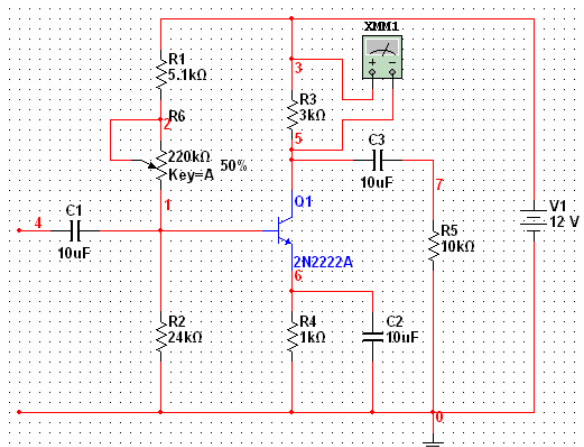 XMM1
R1
5.1kΩ
3
R6
2
R3
3kΩ
5
220kΩ
50%
Key=A
C3
10uF
7
1
C1
4
10uF
Q1
2N2222A
6
V1
12 V
R5
10kΩ
R2
24kΩ
R4
1kΩ
C2
10uF
0